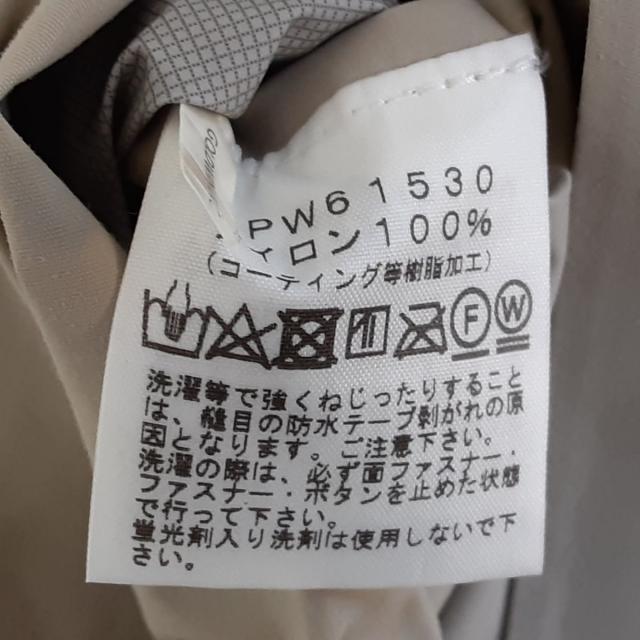 PW61530
イロン100%
(コーティング等樹脂加工)
F W
洗濯等で強くねじったりすること
は、縫目の防水テープ剥がれの原
因となります。ご注意下さい。
洗濯の際は、必ず面ファスナー・
ファスナー・ボタンを止めた状態
で行って下さい。
蛍光剤入り洗剤は使用しないで下
さい。